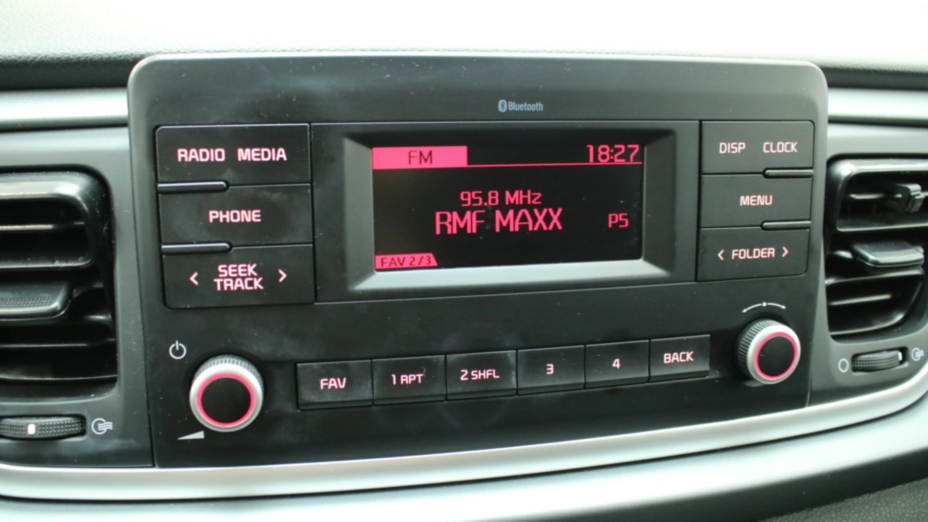 Bluetooth
RADIO MEDIA
PHONE
< SEEK TRACK >
FM
18:27
95.8 MHz
RMF MAXX
P5
FAV 2/3
DISP CLOCK
MENU
< FOLDER >
FAV
1 RPT
2 SHFL
3
4
BACK